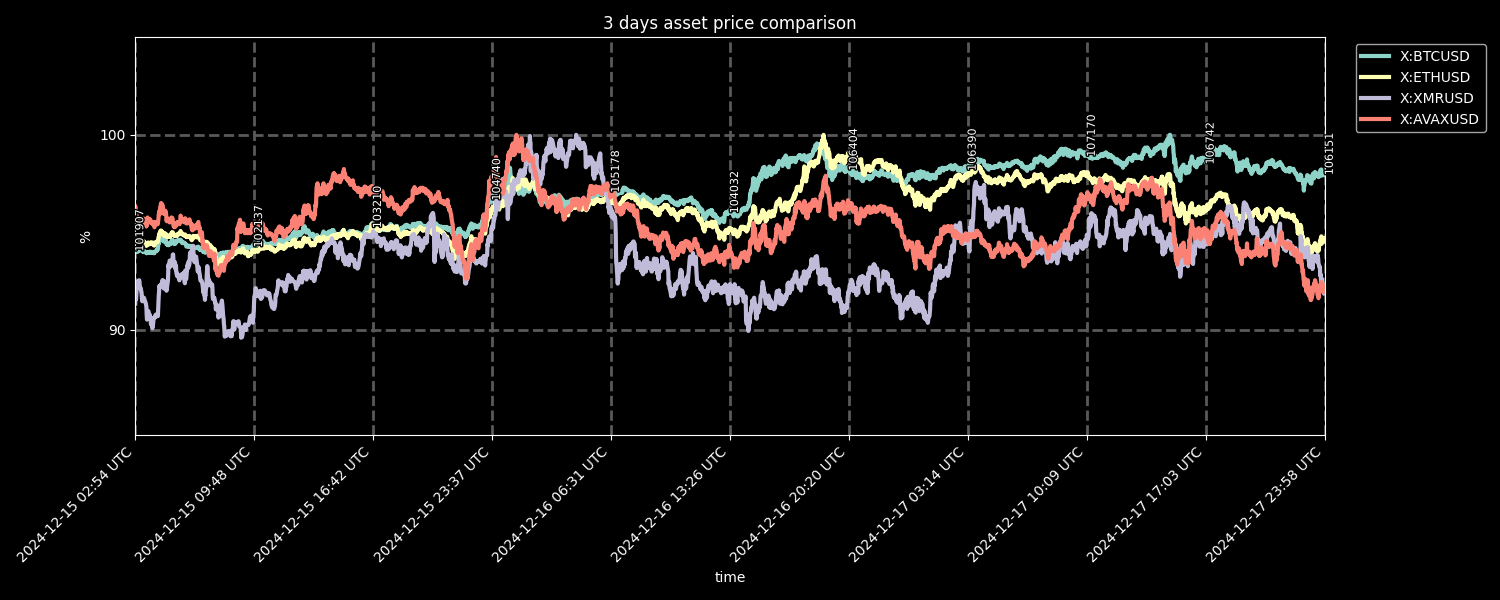 3 days asset price comparison
X:BTCUSD
X:ETHUSD
X:XMRUSD
X:AVAXUSD
100
90
%
101907
102137
103210
104740
105178
104032
106404
106390
107170
106742
106151
2024-12-15 02:54 UTC
2024-12-15 09:48 UTC
2024-12-15 16:42 UTC
2024-12-15 23:37 UTC
2024-12-16 06:31 UTC
2024-12-16 13:26 UTC
2024-12-16 20:20 UTC
2024-12-17 03:14 UTC
2024-12-17 10:09 UTC
2024-12-17 17:03 UTC
2024-12-17 23:58 UTC
time